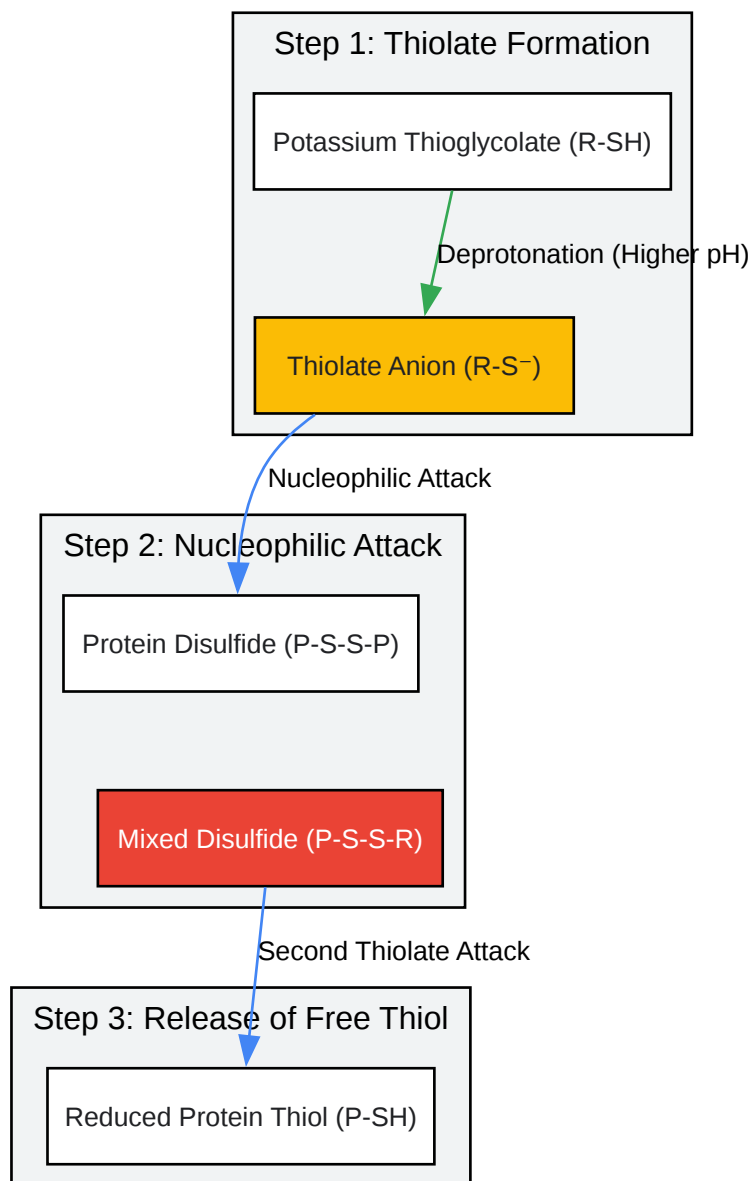 Step 1: Thiolate Formation
Potassium Thioglycolate (R-SH)
Deprotonation (Higher pH)
Thiolate Anion (R-S⁻)
Nucleophilic Attack
Step 2: Nucleophilic Attack
Protein Disulfide (P-S-S-P)
Mixed Disulfide (P-S-S-R)
Second Thiolate Attack
Step 3: Release of Free Thiol
Reduced Protein Thiol (P-SH)